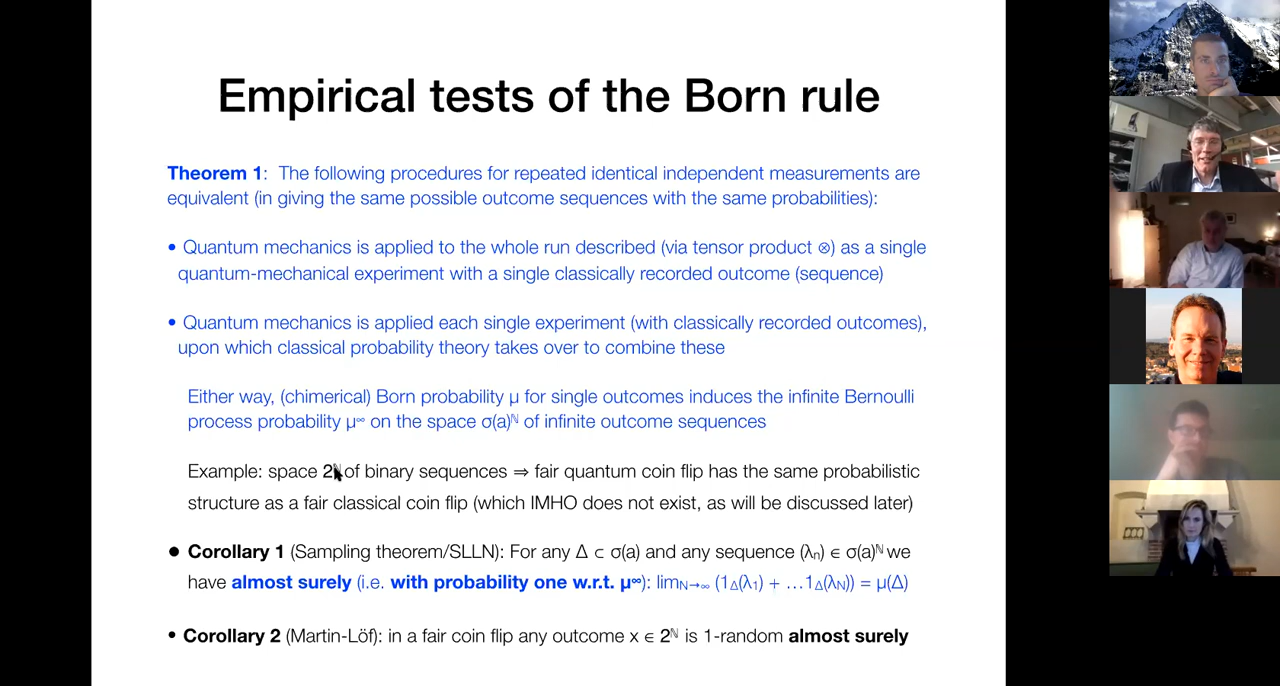 Empirical tests of the Born rule
Theorem 1: The following procedures for repeated identical independent measurements are
equivalent (in giving the same possible outcome sequences with the same probabilities):
• Quantum mechanics is applied to the whole run described (via tensor product ⊗) as a single
quantum-mechanical experiment with a single classically recorded outcome (sequence)
• Quantum mechanics is applied each single experiment (with classically recorded outcomes),
upon which classical probability theory takes over to combine these
Either way, (chimerical) Born probability μ for single outcomes induces the infinite Bernoulli
process probability μ∞ on the space σ(a)ℕ of infinite outcome sequences
Example: space 2ℕ of binary sequences ⇒ fair quantum coin flip has the same probabilistic
structure as a fair classical coin flip (which IMHO does not exist, as will be discussed later)
• Corollary 1 (Sampling theorem/SLLN): For any Δ ⊂ σ(a) and any sequence (λn) ∈ σ(a)ℕ we
have almost surely (i.e. with probability one w.r.t. μ∞): limN→∞ (1Δ(λ1) + …1Δ(λN)) = μ(Δ)
• Corollary 2 (Martin-Löf): in a fair coin flip any outcome x ∈ 2ℕ is 1-random almost surely